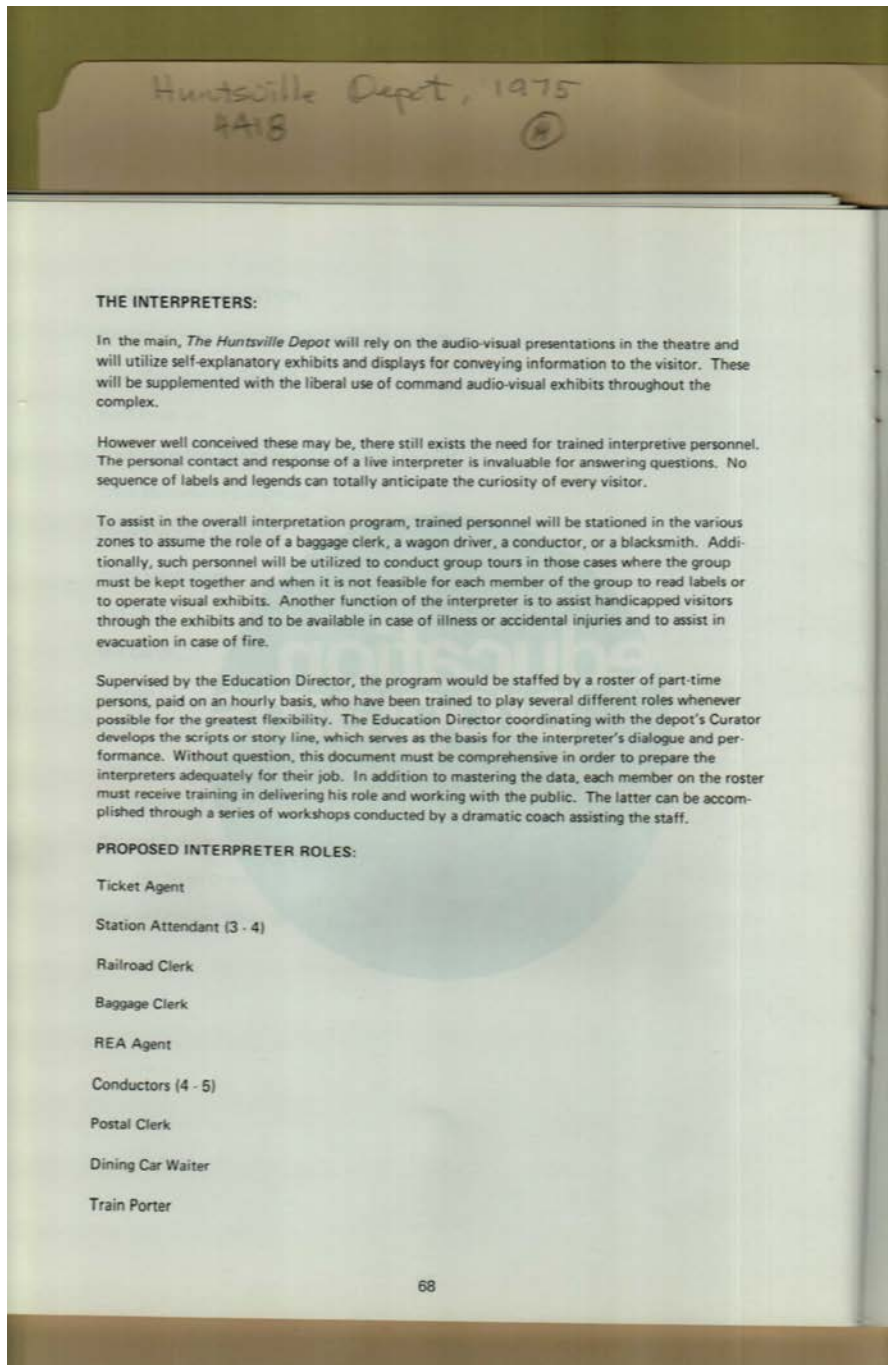 Huntsville Depot, 1975
4418
THE INTERPRETERS:
In the main, The Huntsville Depot will rely on the audio-visual presentations in the theatre and
will utilize self-explanatory exhibits and displays for conveying information to the visitor. These
will be supplemented with the liberal use of command audio-visual exhibits throughout the
complex.
However well conceived these may be, there still exists the need for trained interpretive personnel.
The personal contact and response of a live interpreter is invaluable for answering questions. No
sequence of labels and legends can totally anticipate the curiosity of every visitor.
To assist in the overall interpretation program, trained personnel will be stationed in the various
zones to assume the role of a baggage clerk, a wagon driver, a conductor, or a blacksmith. Addi-
tionally, such personnel will be utilized to conduct group tours in those cases where the group
must be kept together and when it is not feasible for each member of the group to read labels or
to operate visual exhibits. Another function of the interpreter is to assist handicapped visitors
through the exhibits and to be available in case of illness or accidental injuries and to assist in
evacuation in case of fire.
education
Supervised by the Education Director, the program would be staffed by a roster of part-time
persons, paid on an hourly basis, who have been trained to play several different roles whenever
possible for the greatest flexibility. The Education Director coordinating with the depot's Curator
develops the scripts or story line, which serves as the basis for the interpreter's dialogue and per-
formance. Without question, this document must be comprehensive in order to prepare the
interpreters adequately for their job. In addition to mastering the data, each member on the roster
must receive training in delivering his role and working with the public. The latter can be accom-
plished through a series of workshops conducted by a dramatic coach assisting the staff.
PROPOSED INTERPRETER ROLES:
Ticket Agent
Station Attendant (3 - 4)
Railroad Clerk
Baggage Clerk
REA Agent
Conductors (4 - 5)
Postal Clerk
Dining Car Waiter
Train Porter
68